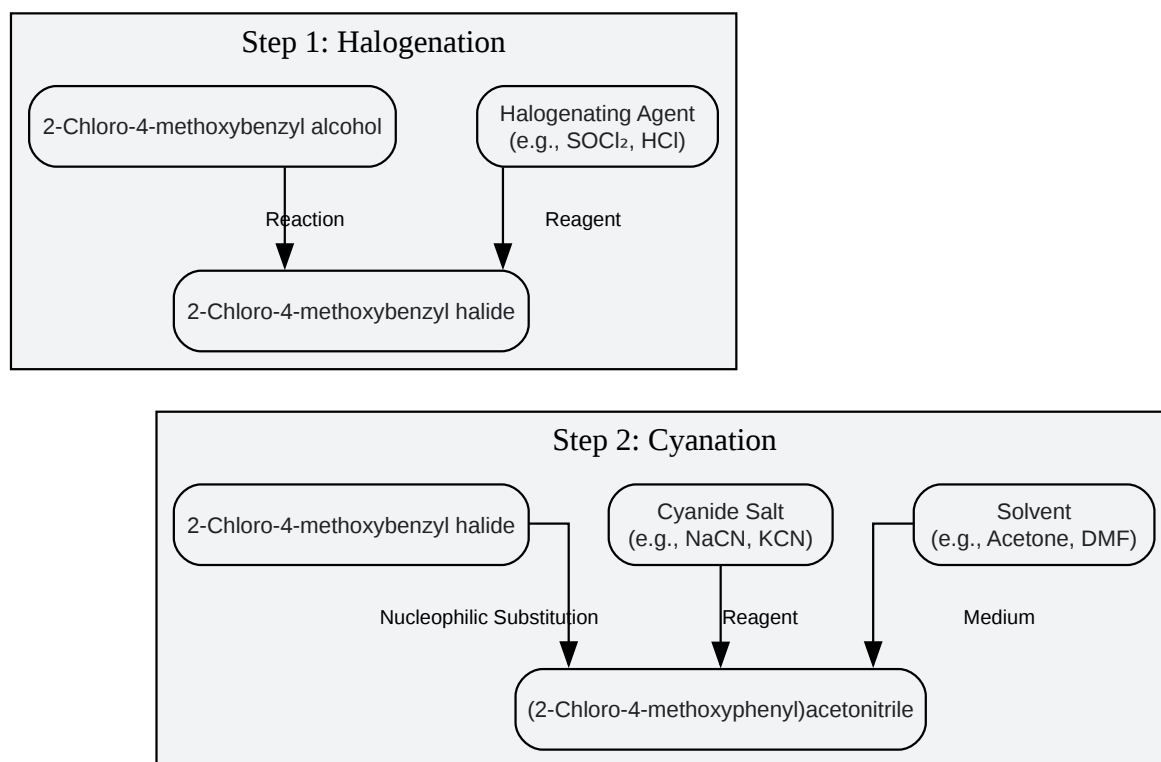 Step 1: Halogenation
2-Chloro-4-methoxybenzyl alcohol
Halogenating Agent
(e.g., SOCl₂, HCl)
Reaction
Reagent
2-Chloro-4-methoxybenzyl halide
Step 2: Cyanation
2-Chloro-4-methoxybenzyl halide
Cyanide Salt
(e.g., NaCN, KCN)
Solvent
(e.g., Acetone, DMF)
Nucleophilic Substitution
Reagent
Medium
(2-Chloro-4-methoxyphenyl)acetonitrile